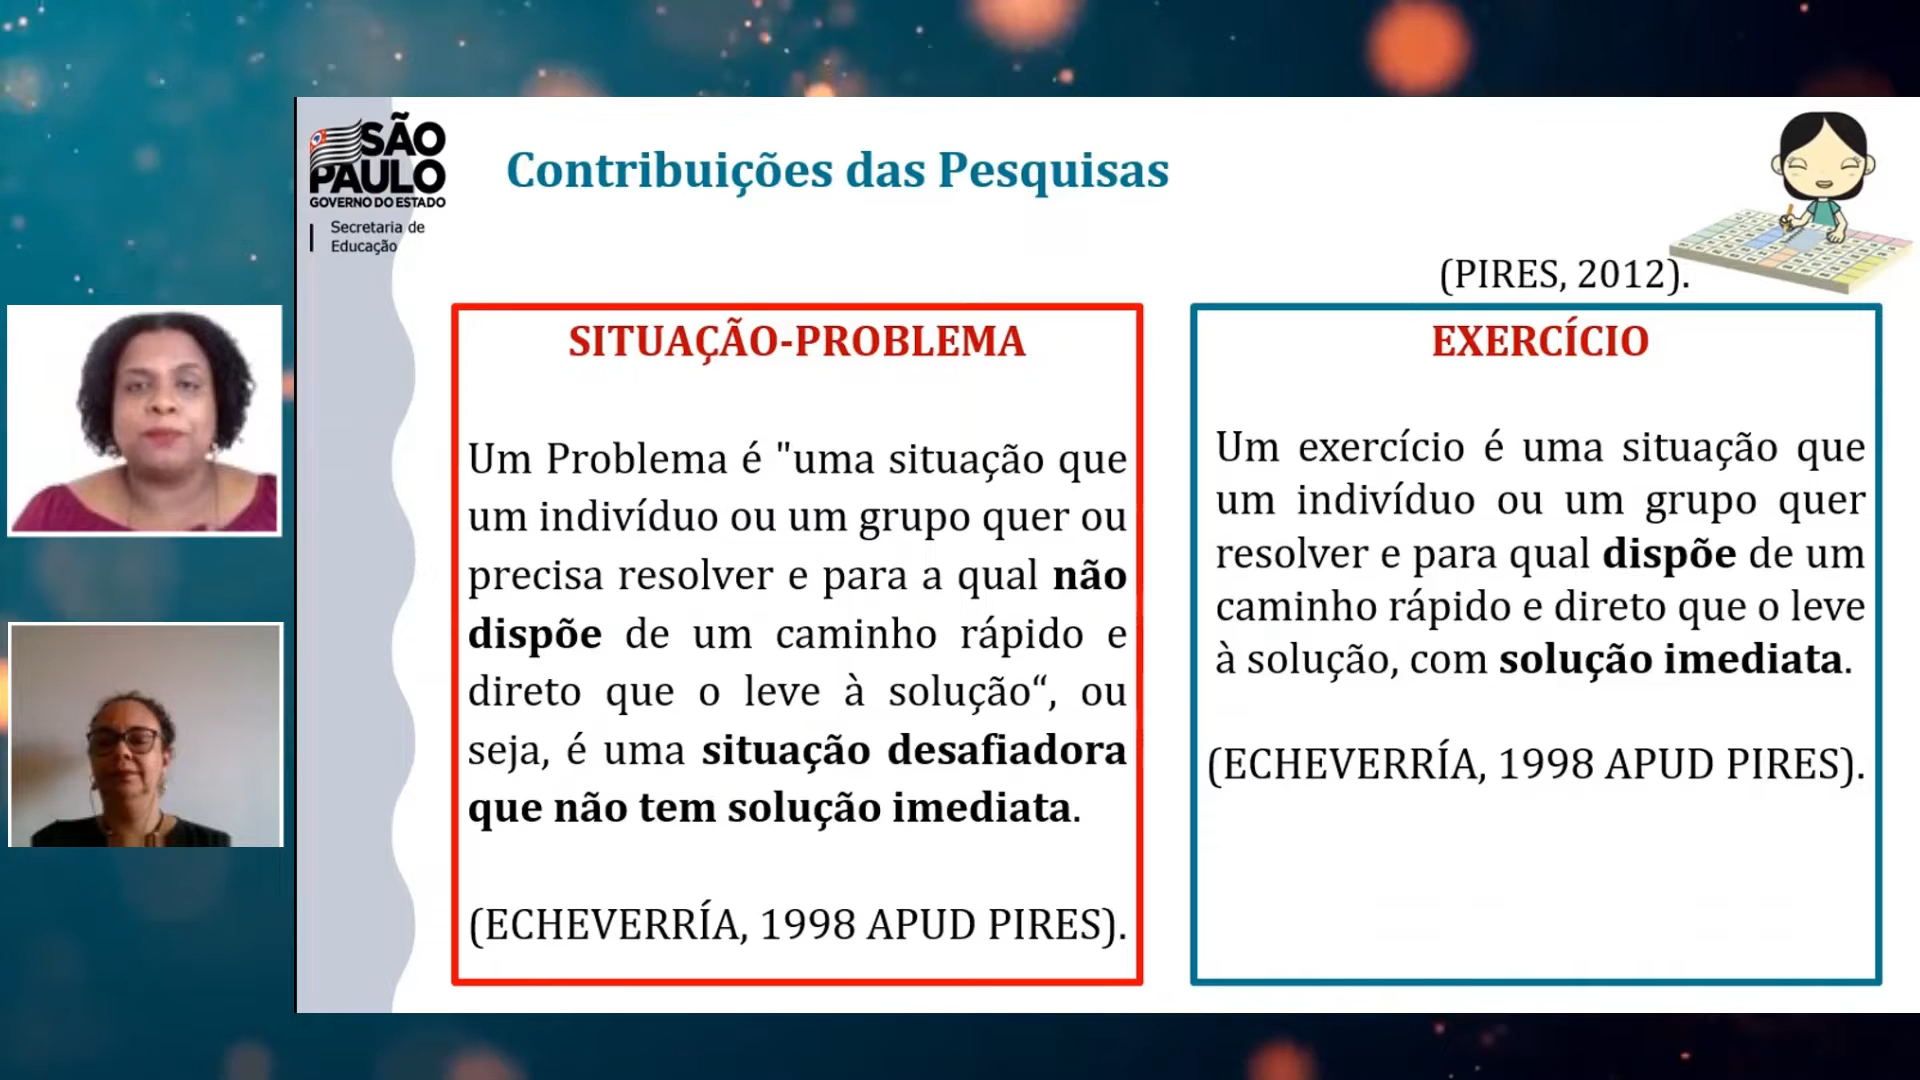 SÃO
PAULO
GOVERNO DO ESTADO
Secretaria de
Educação
Contribuições das Pesquisas
(PIRES, 2012).
SITUAÇÃO-PROBLEMA
Um Problema é "uma situação que
um indivíduo ou um grupo quer ou
precisa resolver e para a qual não
dispõe de um caminho rápido e
direto que o leve à solução“, ou
seja, é uma situação desafiadora
que não tem solução imediata.
(ECHEVERRÍA, 1998 APUD PIRES).
EXERCÍCIO
Um exercício é uma situação que
um indivíduo ou um grupo quer
resolver e para qual dispõe de um
caminho rápido e direto que o leve
à solução, com solução imediata.
(ECHEVERRÍA, 1998 APUD PIRES).